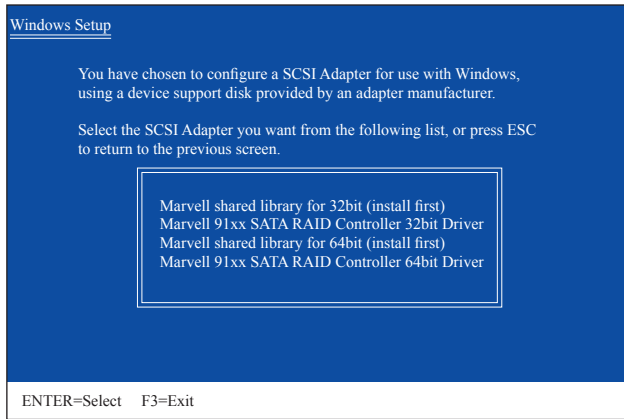 Windows Setup
You have chosen to configure a SCSI Adapter for use with Windows,
using a device support disk provided by an adapter manufacturer.
Select the SCSI Adapter you want from the following list, or press ESC
to return to the previous screen.
Marvell shared library for 32bit (install first)
Marvell 91xx SATA RAID Controller 32bit Driver
Marvell shared library for 64bit (install first)
Marvell 91xx SATA RAID Controller 64bit Driver
ENTER=Select F3=Exit